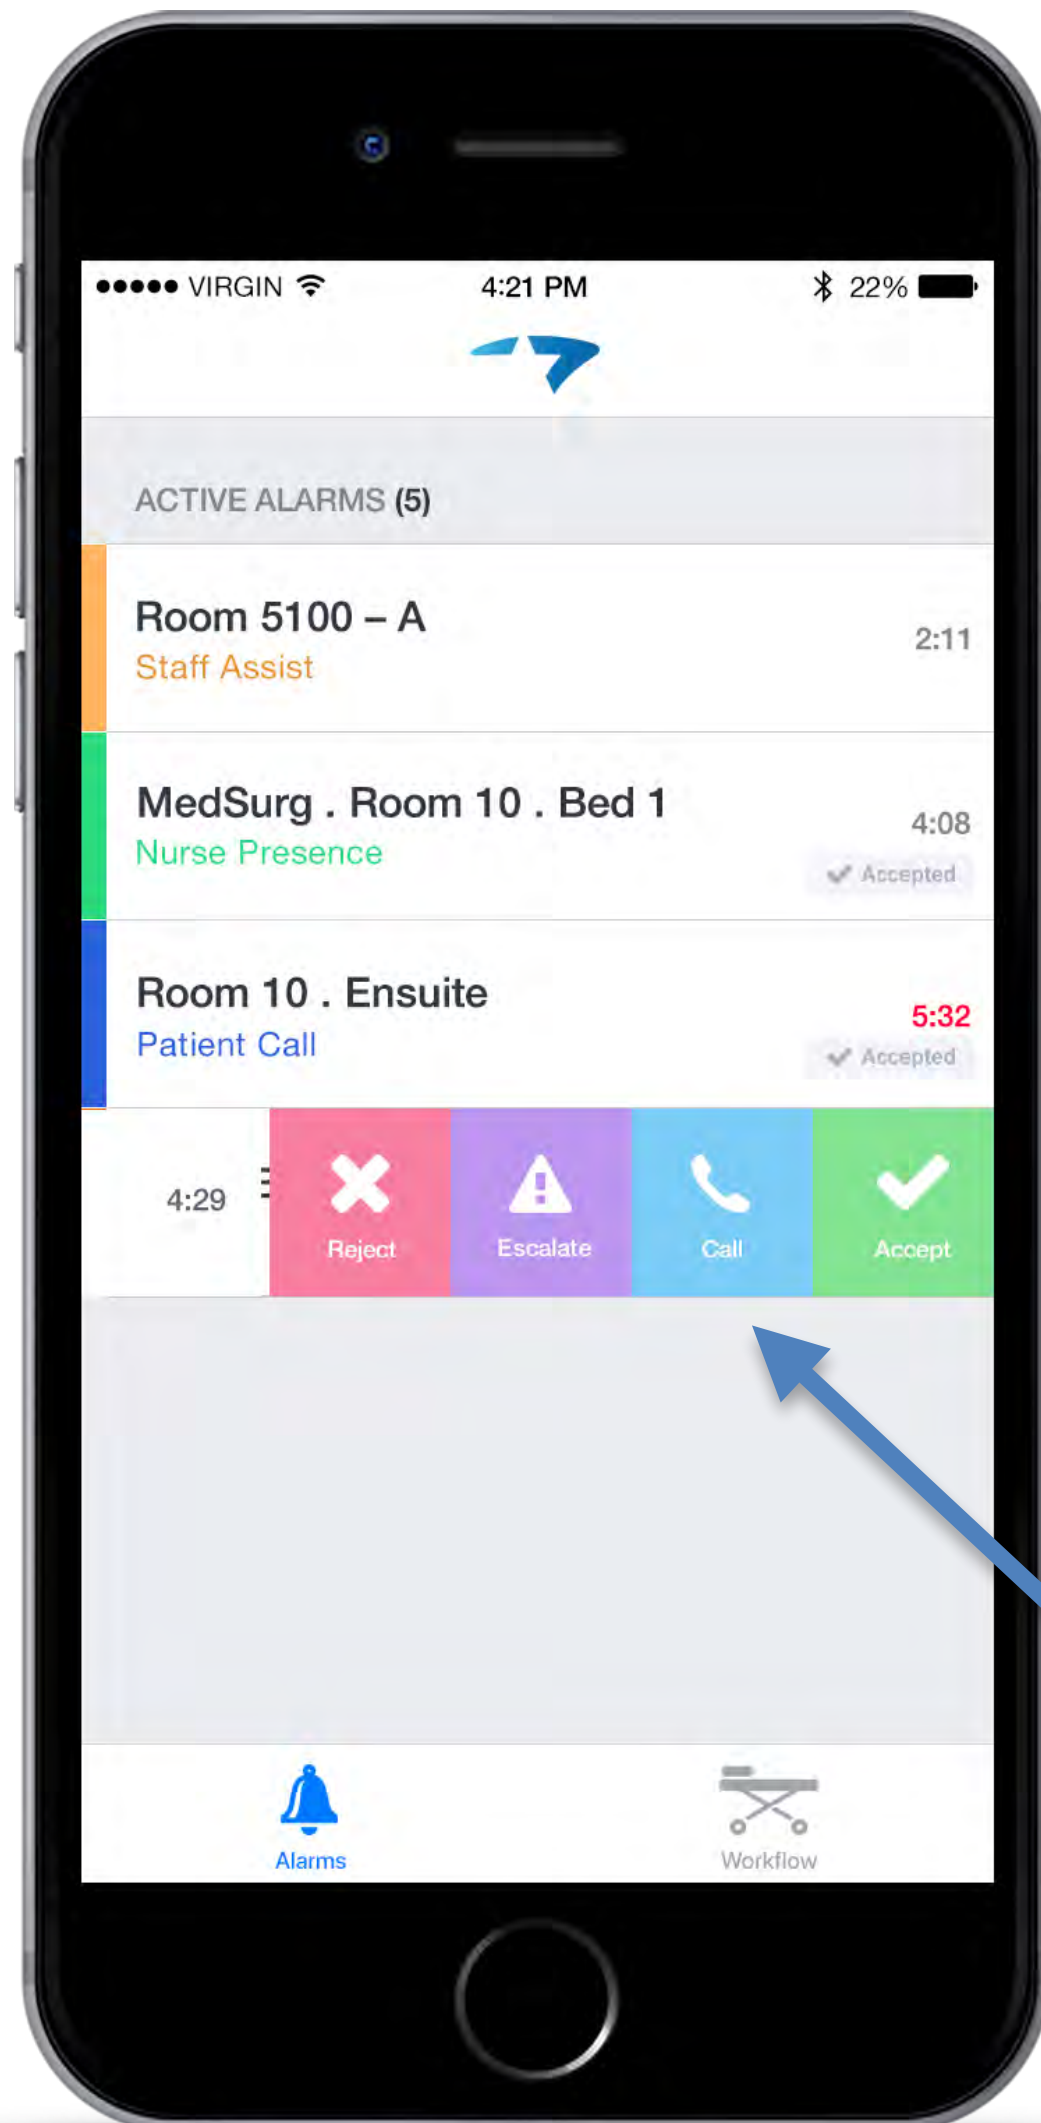 VIRGIN 4:21 PM 22%
ACTIVE ALARMS (5)
Room 5100 – A
Staff Assist
2:11
MedSurg . Room 10 . Bed 1
Nurse Presence
4:08
Accepted
Room 10 . Ensuite
Patient Call
5:32
Accepted
4:29
Reject Escalate Call Accept
Alarms Workflow